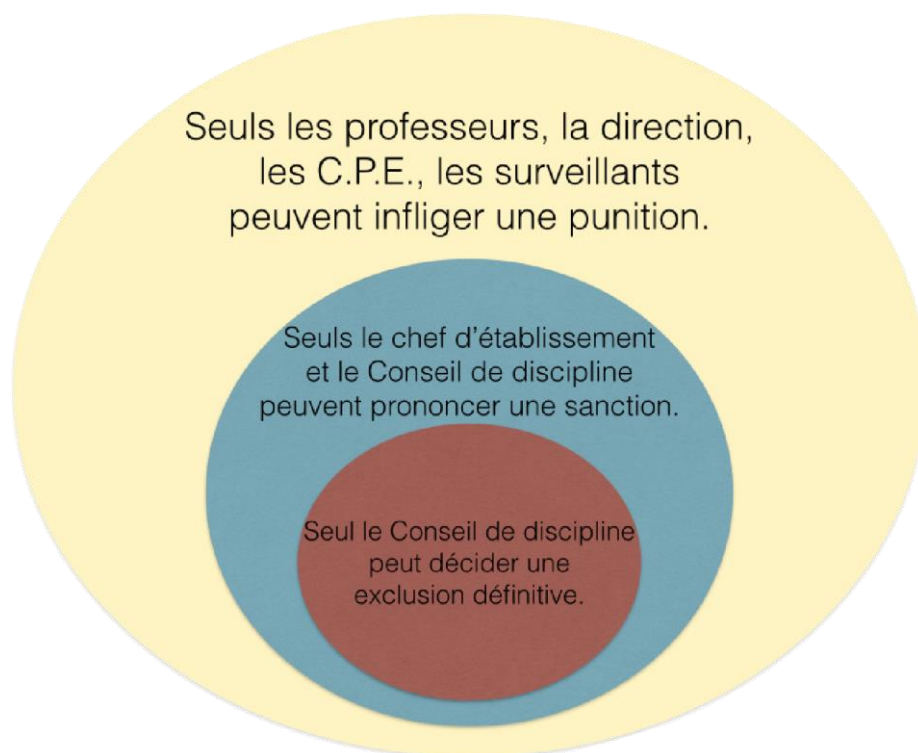 Seuls les professeurs, la direction,
les C.P.E., les surveillants
peuvent infliger une punition.
Seuls le chef d'établissement
et le Conseil de discipline
peuvent prononcer une sanction.
Seul le Conseil de discipline
peut décider une
exclusion définitive.